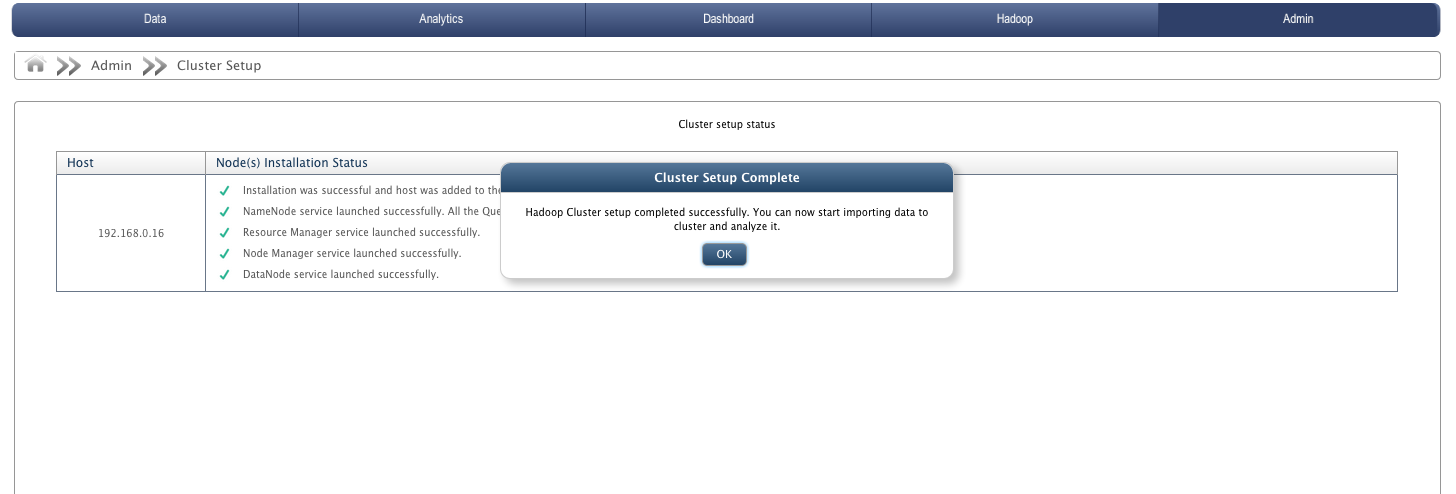 Data Analytics Dashboard Hadoop Admin
Admin Cluster Setup
Cluster setup status
Host Node(s) Installation Status
192.168.0.16
Installation was successful and host was added to the
NameNode service launched successfully. All the Que
Resource Manager service launched successfully.
Node Manager service launched successfully.
DataNode service launched successfully.
Cluster Setup Complete
Hadoop Cluster setup completed successfully. You can now start importing data to
cluster and analyze it.
OK